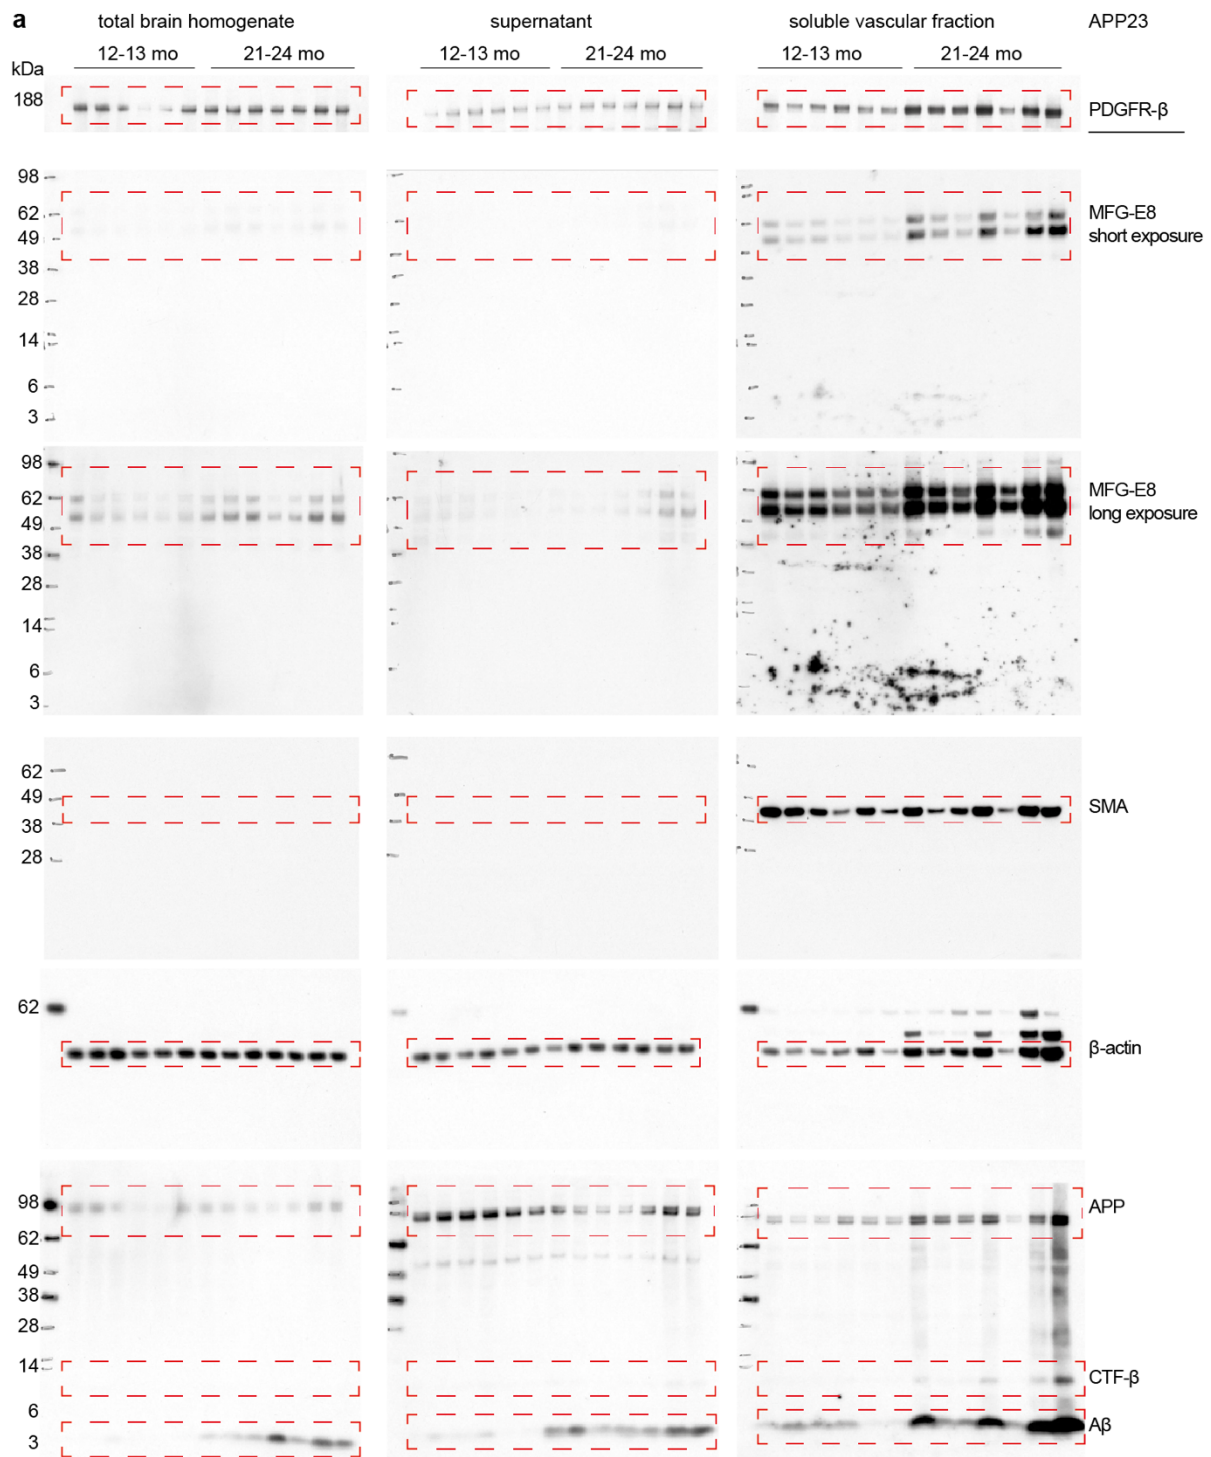 a
total brain homogenate supernatant soluble vascular fraction APP23
12-13 mo 21-24 mo 12-13 mo 21-24 mo 12-13 mo 21-24 mo
kDa
188 PDGFR-β
98
62 MFG-E8
49 short exposure
38
28
14
6
3
98
62 MFG-E8
49 long exposure
38
28
14
6
3
62
49 SMA
38
28
62
β-actin
98 APP
62
49
38
28
14 CTF-β
6 Aβ
3